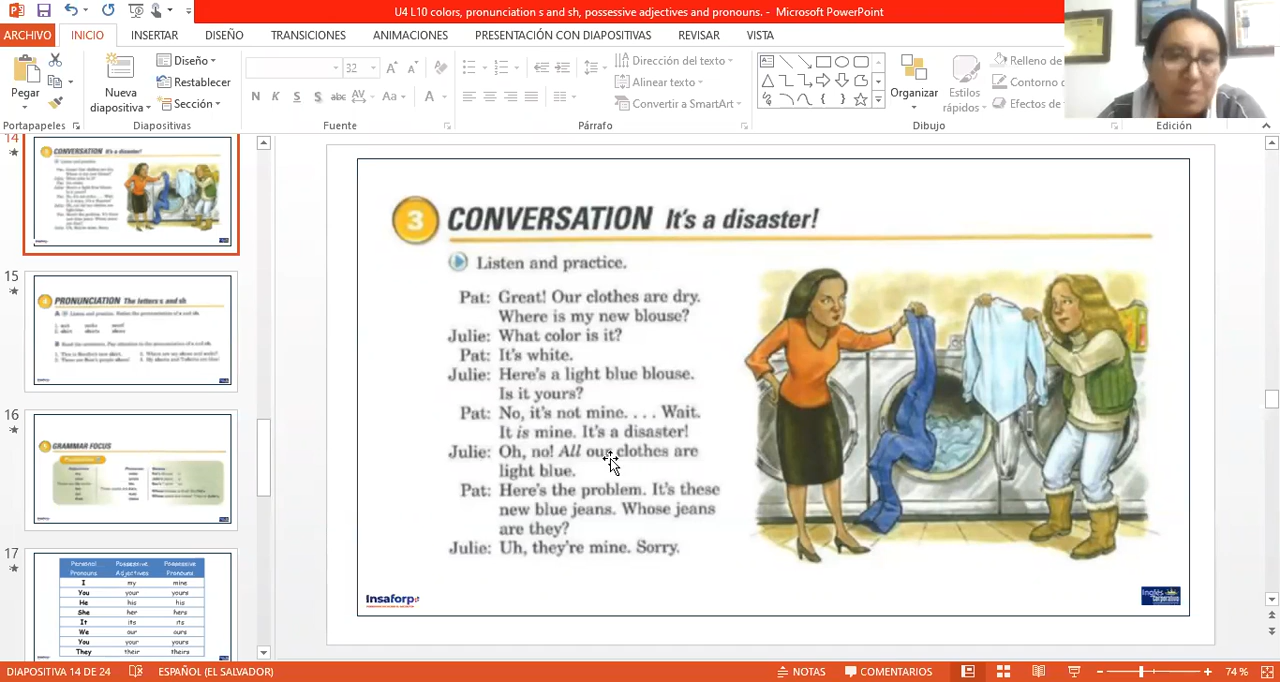 U4 L10 colors, pronunciation s and sh, possessive adjectives and pronouns. - Microsoft PowerPoint
ARCHIVO INICIO INSERTAR DISEÑO TRANSICIONES ANIMACIONES PRESENTACIÓN CON DIAPOSITIVAS REVISAR VISTA
Pegar
Nueva
diapositiva
Diseño
Restablecer
Sección
32
N K S S abc AV Aa A
Dirección del texto
Alinear texto
Convertir a SmartArt
Organizar
Estilos
rápidos
Relleno de
Contorno
Efectos de
Portapapeles Diapositivas Fuente Párrafo Dibujo Edición
14
CONVERSATION It's a disaster!
15
PRONUNCIATION The letters s and sh
16
GRAMMAR FOCUS
17
Personal Possessive Possessive
Pronouns Adjectives Pronouns
I my mine
You your yours
He his his
She her hers
It its its
We our ours
You your yours
They their theirs
3 CONVERSATION It's a disaster!
Listen and practice.
Pat: Great! Our clothes are dry.
Where is my new blouse?
Julie: What color is it?
Pat: It's white.
Julie: Here's a light blue blouse.
Is it yours?
Pat: No, it's not mine. . . . Wait.
It is mine. It's a disaster!
Julie: Oh, no! All our clothes are
light blue.
Pat: Here's the problem. It's these
new blue jeans. Whose jeans
are they?
Julie: Uh, they're mine. Sorry.
Insaforp
Inglés
Corporativo
DIAPOSITIVA 14 DE 24 ESPAÑOL (EL SALVADOR) NOTAS COMENTARIOS 74 %